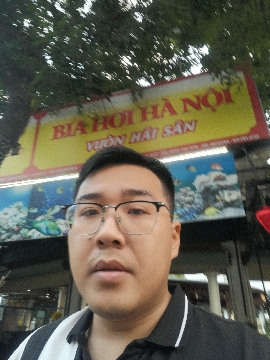 BIA HƠI HÀ NỘI
VƯỜN HẢI SẢN